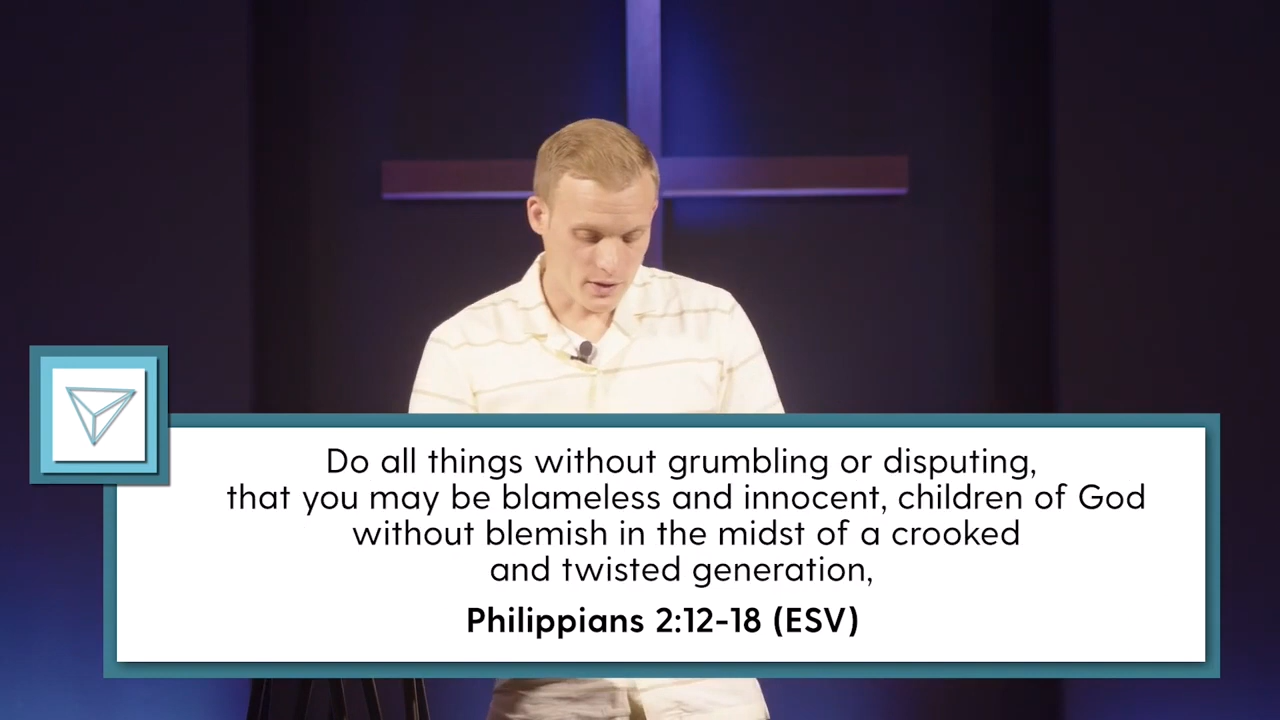 Do all things without grumbling or disputing,
that you may be blameless and innocent, children of God
without blemish in the midst of a crooked
and twisted generation,
Philippians 2:12-18 (ESV)